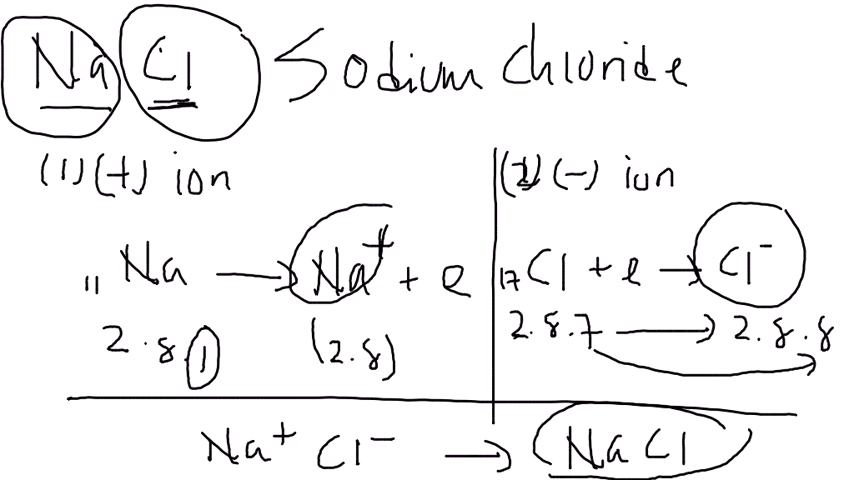 NaCl Sodium Chloride
(1)(+) ion
(2)(-) ion
₁₁Na → Na⁺ + e
2.8.1 (2.8)
₁₇Cl + e → Cl⁻
2.8.7 → 2.8.8
Na⁺ Cl⁻ → NaCl